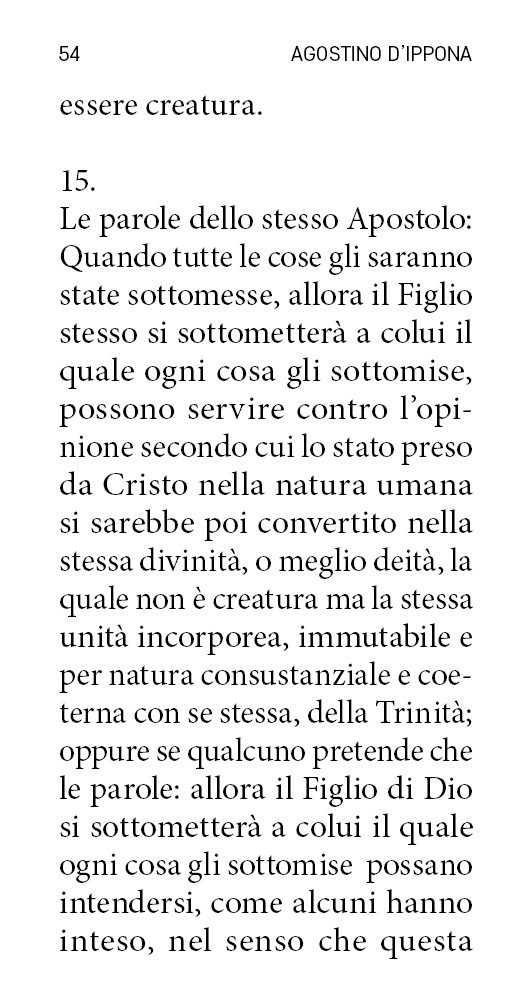 54 AGOSTINO D'IPPONA
essere creatura.
15.
Le parole dello stesso Apostolo:
Quando tutte le cose gli saranno
state sottomesse, allora il Figlio
stesso si sottometterà a colui il
quale ogni cosa gli sottomise,
possono servire contro l’opi-
nione secondo cui lo stato preso
da Cristo nella natura umana
si sarebbe poi convertito nella
stessa divinità, o meglio deità, la
quale non è creatura ma la stessa
unità incorporea, immutabile e
per natura consustanziale e coe-
terna con se stessa, della Trinità;
oppure se qualcuno pretende che
le parole: allora il Figlio di Dio
si sottometterà a colui il quale
ogni cosa gli sottomise possano
intendersi, come alcuni hanno
inteso, nel senso che questa